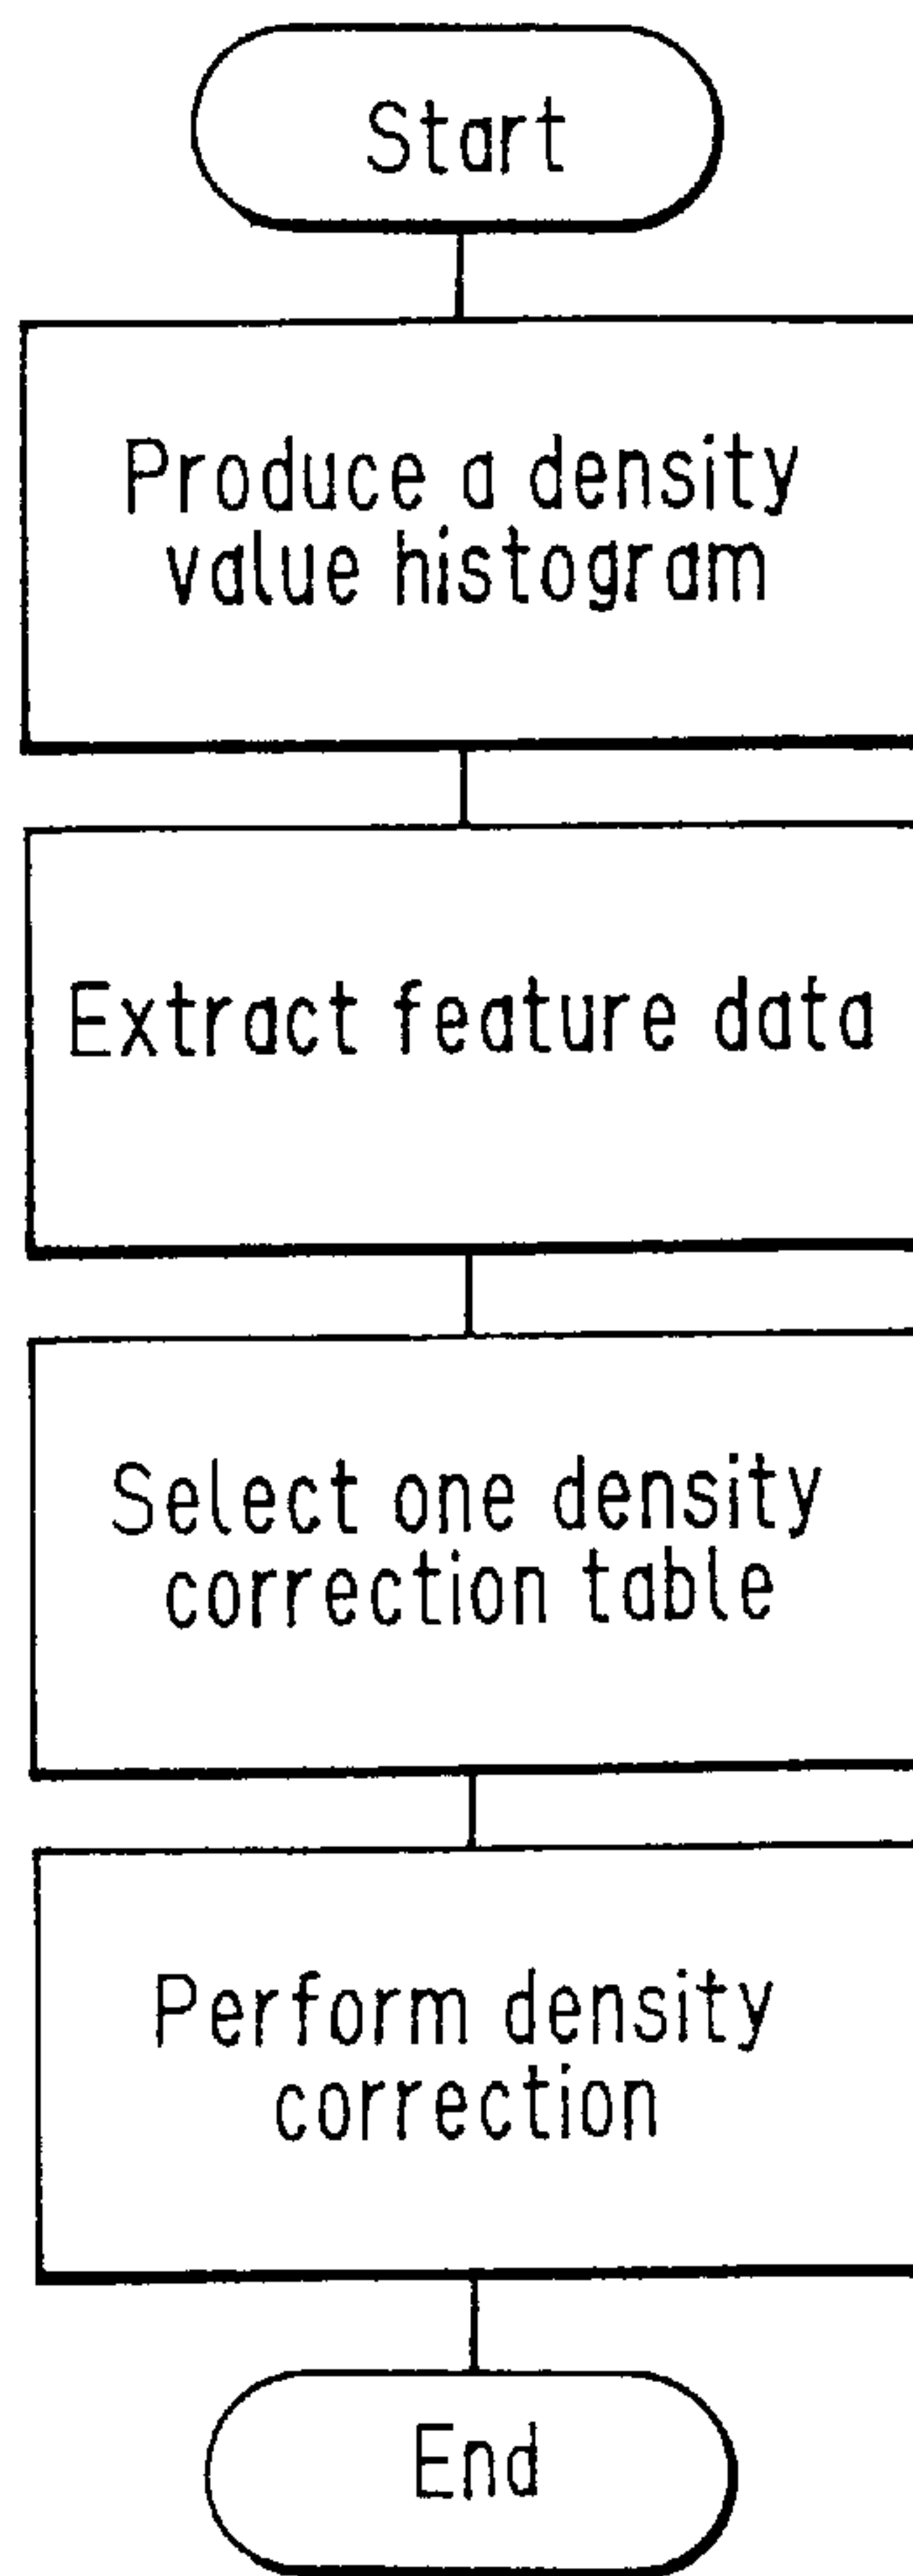 Start
Produce a density
value histogram
Extract feature data
Select one density
correction table
Perform density
correction
End